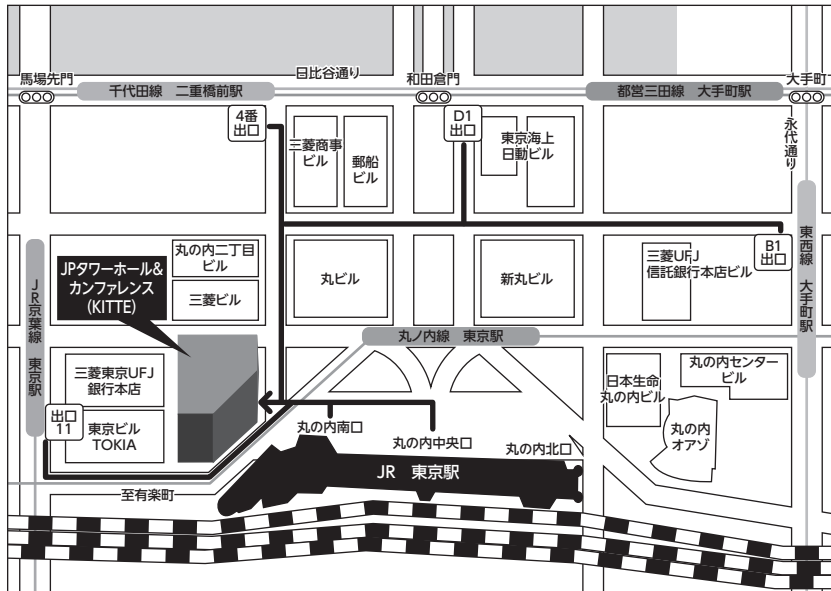 馬場先門
千代田線　二重橋前駅
日比谷通り
和田倉門
都営三田線　大手町駅
大手町
4番
出口
三菱商事
ビル
郵船
ビル
D1
出口
東京海上
日動ビル
永代通り
JPタワーホール&
カンファレンス
(KITTE)
丸の内二丁目
ビル
三菱ビル
丸ビル
新丸ビル
三菱UFJ
信託銀行本店ビル
B1
出口
東西線　大手町駅
JR京葉線　東京駅
丸ノ内線　東京駅
三菱東京UFJ
銀行本店
出口
11
東京ビル
TOKIA
日本生命
丸の内ビル
丸の内センター
ビル
丸の内
オアゾ
丸の内南口
丸の内中央口
丸の内北口
JR　東京駅
至有楽町